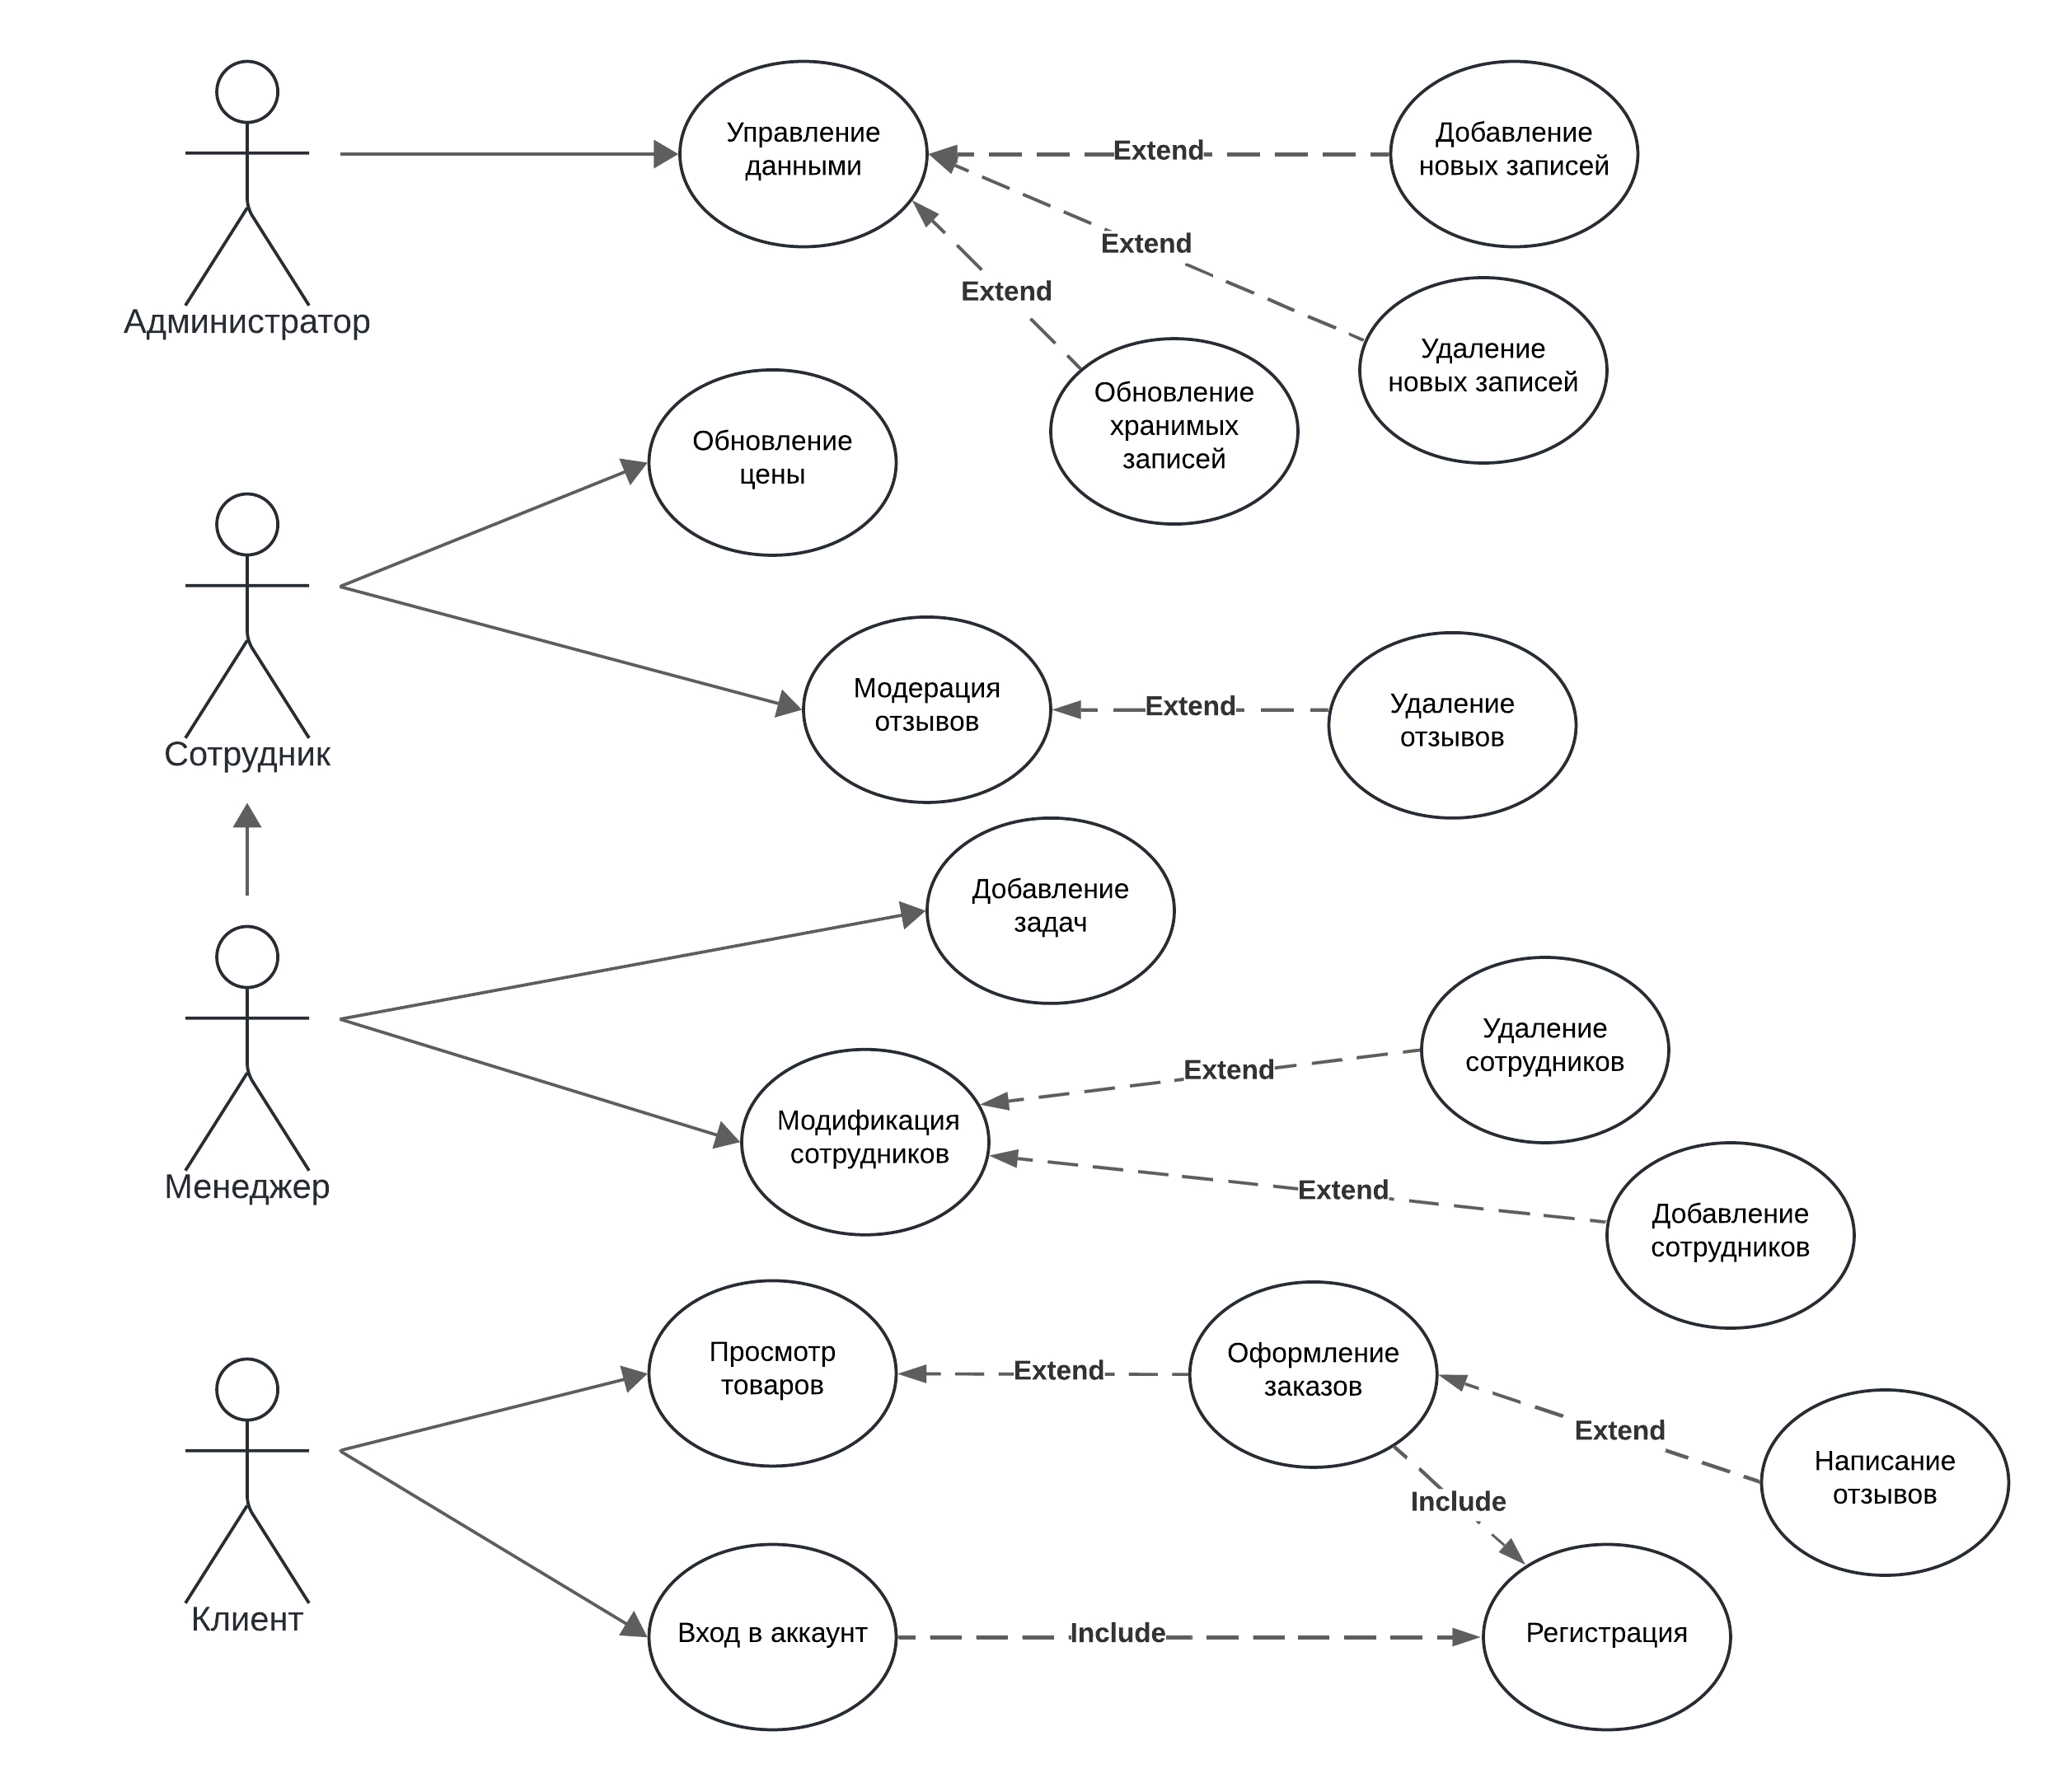 Администратор
Управление
данными
Extend
Добавление
новых записей
Extend
Удаление
новых записей
Extend
Обновление
хранимых
записей
Сотрудник
Обновление
цены
Модерация
отзывов
Extend
Удаление
отзывов
Менеджер
Добавление
задач
Модификация
сотрудников
Extend
Удаление
сотрудников
Extend
Добавление
сотрудников
Клиент
Просмотр
товаров
Extend
Оформление
заказов
Extend
Написание
отзывов
Include
Вход в аккаунт
Include
Регистрация